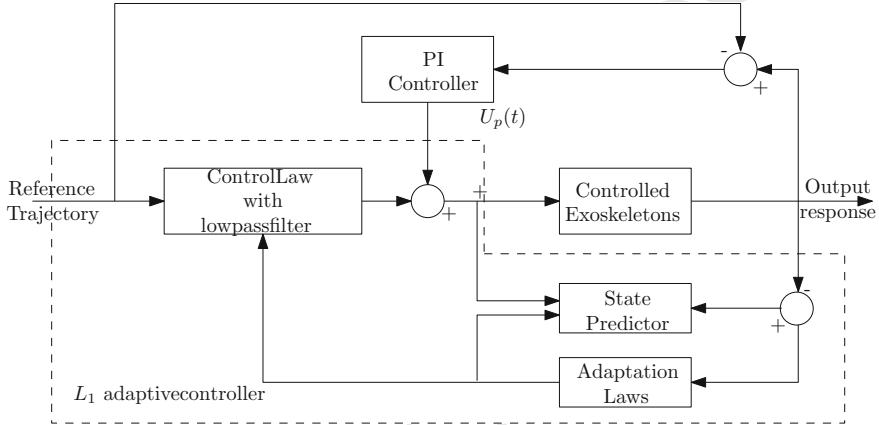 PI
Controller
-
+
U_p(t)
Reference
Trajectory
ControlLaw
with
lowpassfilter
+
+
Controlled
Exoskeletons
Output
response
State
Predictor
-
+
Adaptation
Laws
L_1 adaptivecontroller